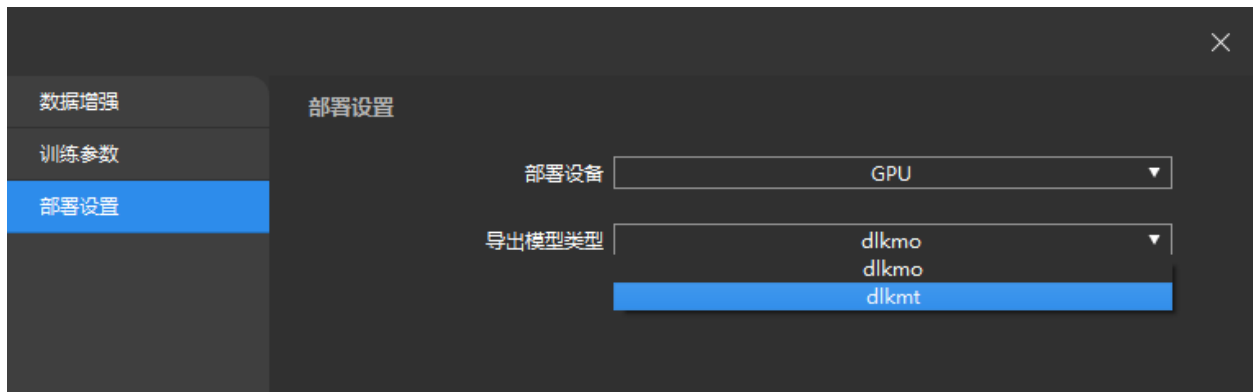 数据增强
训练参数
部署设置
部署设置
部署设备 GPU
导出模型类型 dlkmo
dlkmo
dlkmt